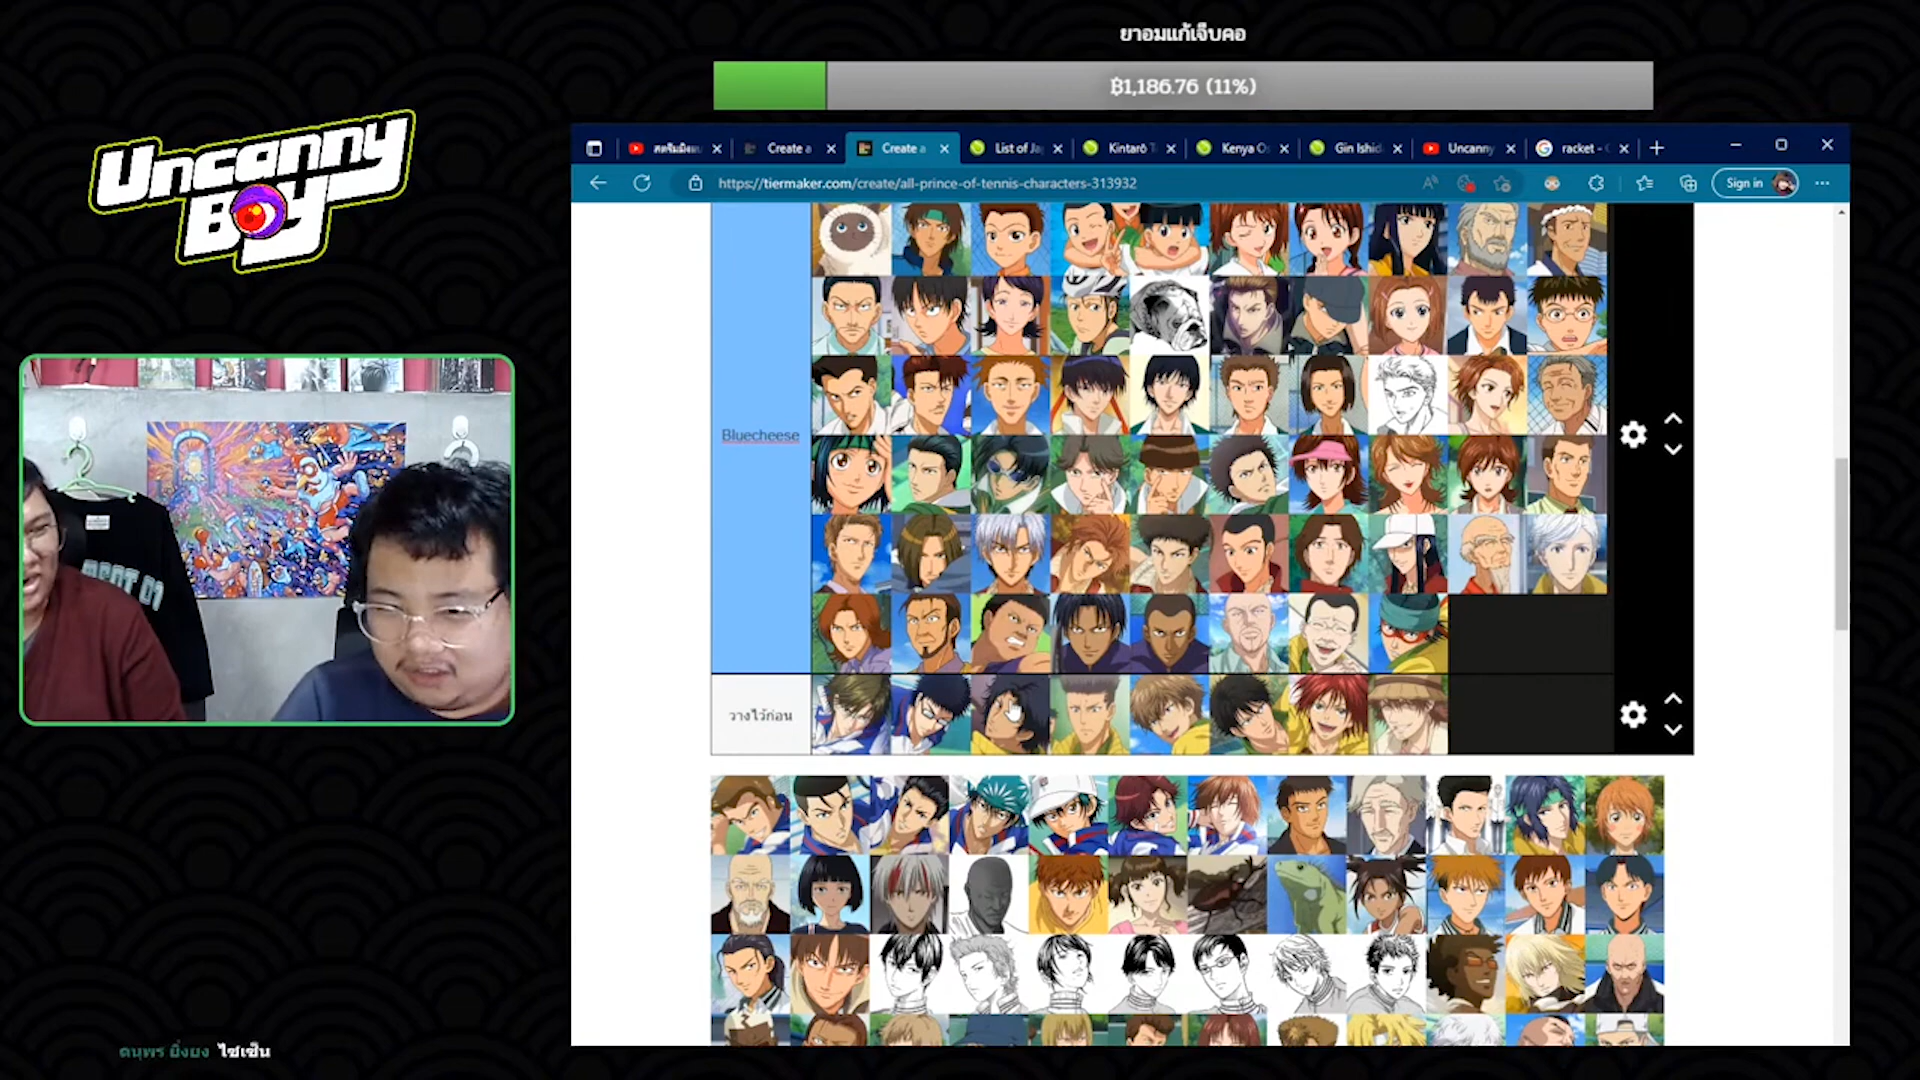 ยาอมแก้เจ็บคอ
฿1,186.76 (11%)
Uncanny
Boy
Create a
Create a
List of Ja
Kintarō T
Kenya O
Gin Ishid
Uncanny
racket -
https://tiermaker.com/create/all-prince-of-tennis-characters-313932
Sign in
Bluecheese
วางไว้ก่อน
ไซเซ็น